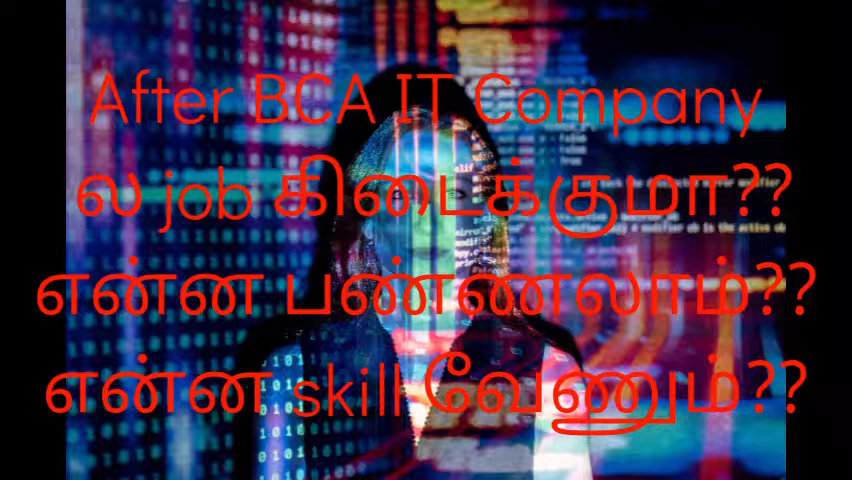 After BCA IT Company
ல job கிடைக்குமா??
என்ன பண்ணலாம்??
என்ன skill வேணும்??